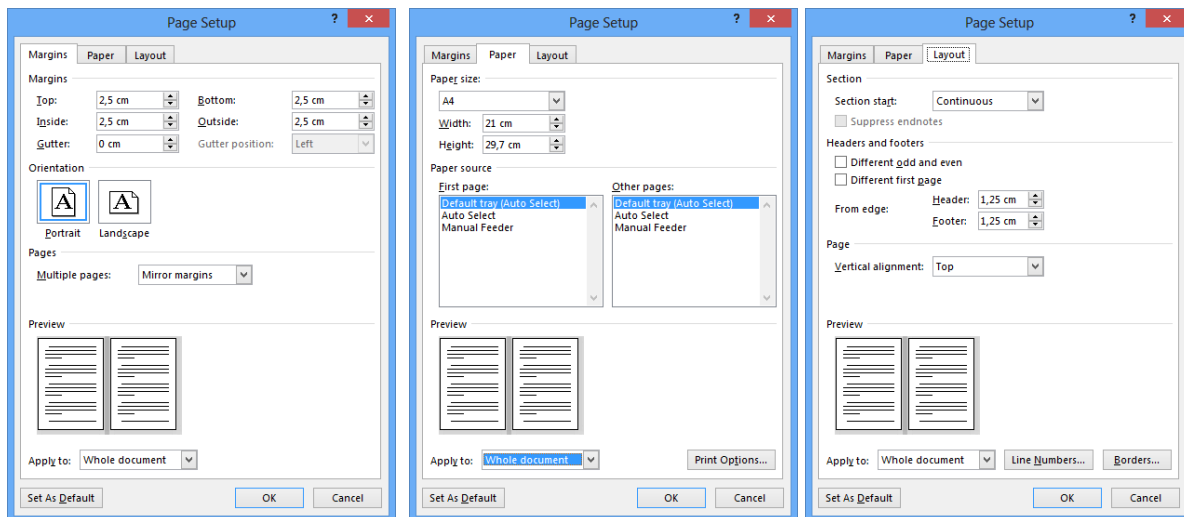 Page Setup ? ×
Margins Paper Layout
Margins
Top: 2,5 cm Bottom: 2,5 cm
Inside: 2,5 cm Outside: 2,5 cm
Gutter: 0 cm Gutter position: Left
Orientation
A A
Portrait Landscape
Pages
Multiple pages: Mirror margins
Preview
Apply to: Whole document
Set As Default OK Cancel
Page Setup ? ×
Margins Paper Layout
Paper size:
A4
Width: 21 cm
Height: 29,7 cm
Paper source
First page: Other pages:
Default tray (Auto Select) Default tray (Auto Select)
Auto Select Auto Select
Manual Feeder Manual Feeder
Preview
Apply to: Whole document Print Options...
Set As Default OK Cancel
Page Setup ? ×
Margins Paper Layout
Section
Section start: Continuous
Suppress endnotes
Headers and footers
Different odd and even
Different first page
From edge: Header: 1,25 cm
Footer: 1,25 cm
Page
Vertical alignment: Top
Preview
Apply to: Whole document Line Numbers... Borders...
Set As Default OK Cancel